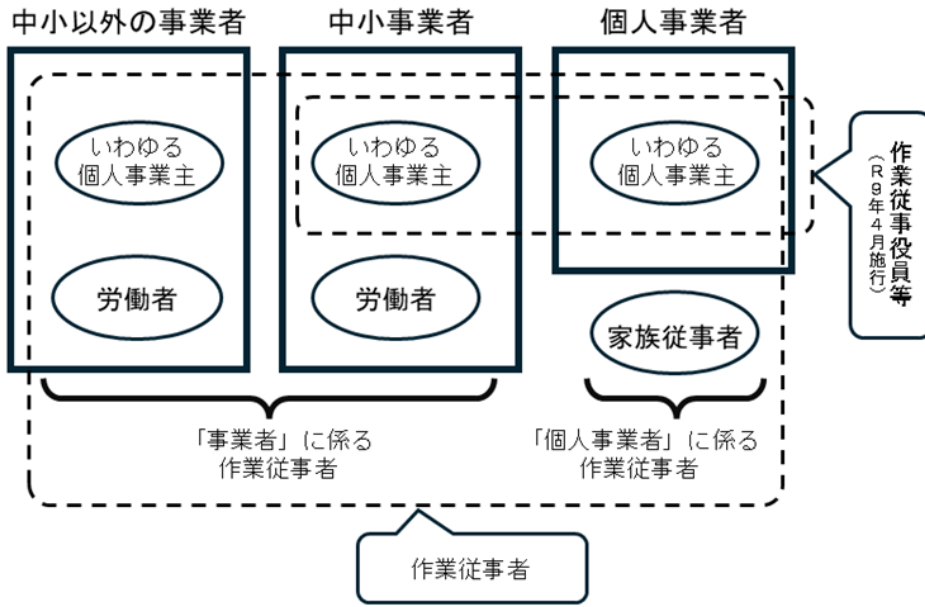 中小以外の事業者
中小事業者
個人事業者
いわゆる
個人事業主
いわゆる
個人事業主
いわゆる
個人事業主
作業従事役員等
（R9年4月施行）
労働者
労働者
家族従事者
「事業者」に係る
作業従事者
「個人事業者」に係る
作業従事者
作業従事者